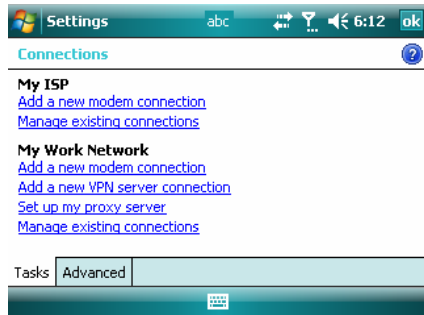 Settings abc 6:12 ok
Connections ?
My ISP
Add a new modem connection
Manage existing connections
My Work Network
Add a new modem connection
Add a new VPN server connection
Set up my proxy server
Manage existing connections
Tasks Advanced